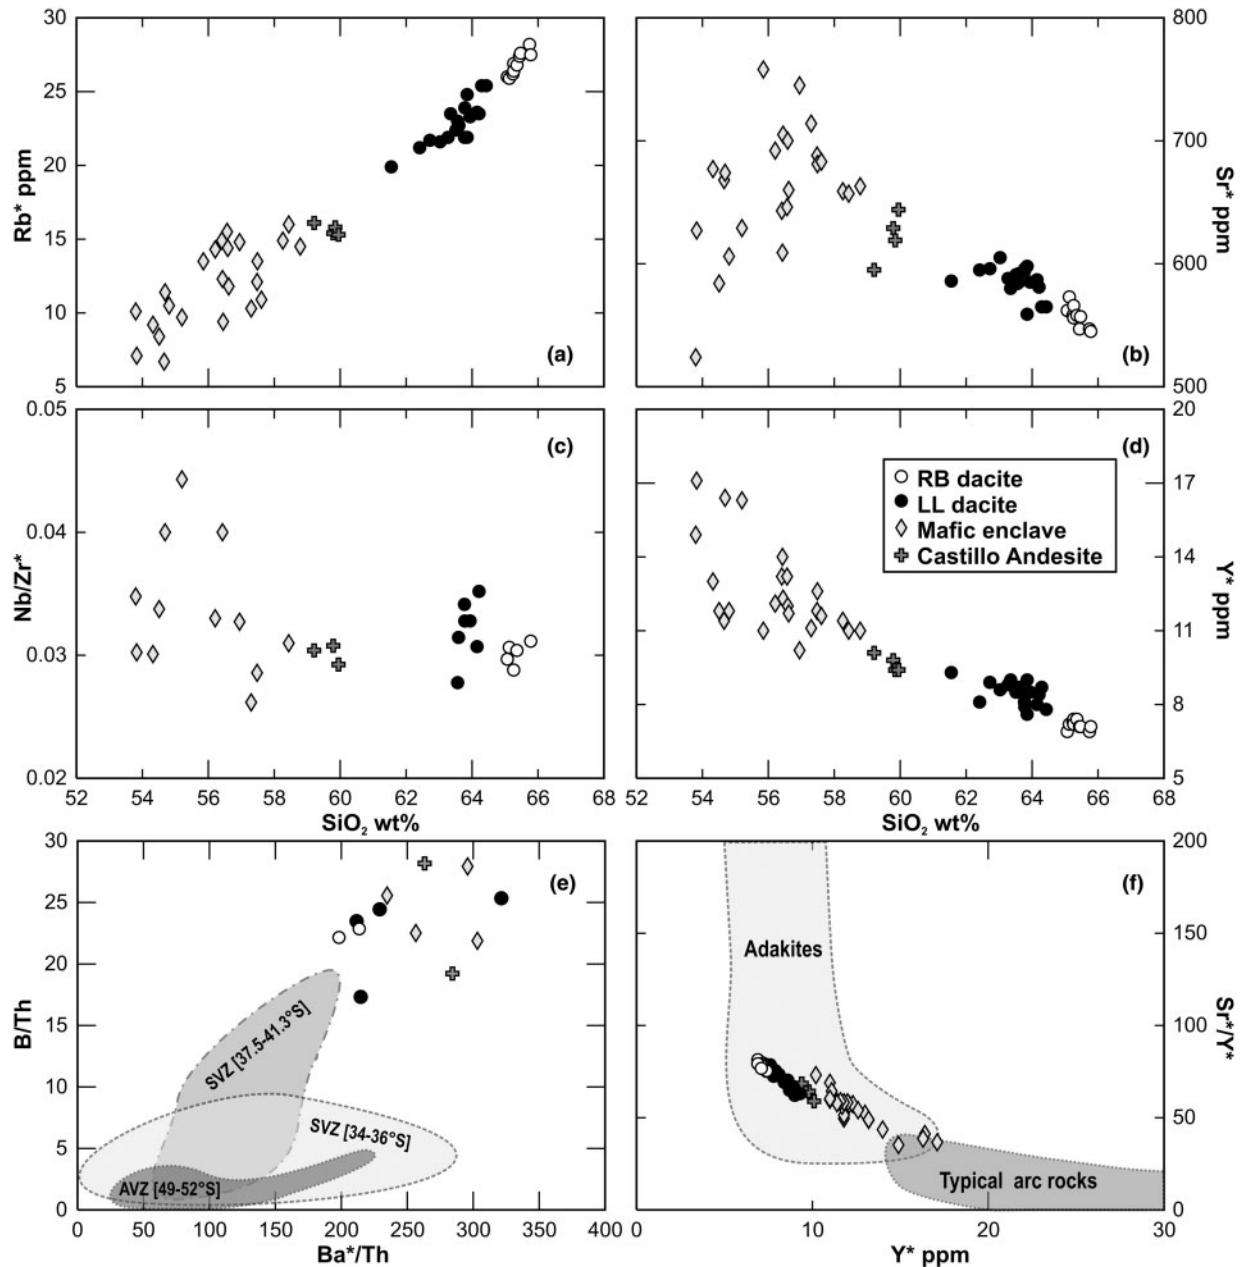 30
25
20
15
10
5
Rb* ppm
(a)
800
700
600
500
Sr* ppm
(b)
0.05
0.04
0.03
0.02
Nb/Zr*
(c)
52 54 56 58 60 62 64 66 68
SiO₂ wt%
20
17
14
11
8
5
Y* ppm
(d)
RB dacite
LL dacite
Mafic enclave
Castillo Andesite
52 54 56 58 60 62 64 66 68
SiO₂ wt%
30
25
20
15
10
5
0
B/Th
(e)
SVZ [37.5-41.3°S]
SVZ [34-36°S]
AVZ [49-52°S]
0 50 100 150 200 250 300 350 400
Ba*/Th
200
150
100
50
0
Sr*/Y*
(f)
Adakites
Typical arc rocks
0 10 20 30
Y* ppm